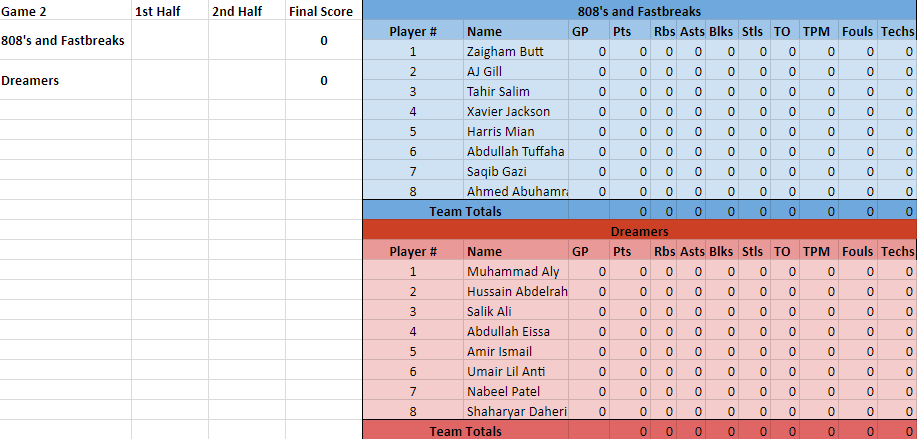 Game 2 1st Half 2nd Half Final Score
808's and Fastbreaks 0
Dreamers 0
808's and Fastbreaks
Player # Name GP Pts Rbs Asts Blks Stls TO TPM Fouls Techs
1 Zaigham Butt 0 0 0 0 0 0 0 0 0 0
2 AJ Gill 0 0 0 0 0 0 0 0 0 0
3 Tahir Salim 0 0 0 0 0 0 0 0 0 0
4 Xavier Jackson 0 0 0 0 0 0 0 0 0 0
5 Harris Mian 0 0 0 0 0 0 0 0 0 0
6 Abdullah Tuffaha 0 0 0 0 0 0 0 0 0 0
7 Saqib Gazi 0 0 0 0 0 0 0 0 0 0
8 Ahmed Abuhamra 0 0 0 0 0 0 0 0 0 0
Team Totals 0 0 0 0 0 0 0 0 0
Dreamers
Player # Name GP Pts Rbs Asts Blks Stls TO TPM Fouls Techs
1 Muhammad Aly 0 0 0 0 0 0 0 0 0 0
2 Hussain Abdelrah 0 0 0 0 0 0 0 0 0 0
3 Salik Ali 0 0 0 0 0 0 0 0 0 0
4 Abdullah Eissa 0 0 0 0 0 0 0 0 0 0
5 Amir Ismail 0 0 0 0 0 0 0 0 0 0
6 Umair Lil Anti 0 0 0 0 0 0 0 0 0 0
7 Nabeel Patel 0 0 0 0 0 0 0 0 0 0
8 Shaharyar Daheri 0 0 0 0 0 0 0 0 0 0
Team Totals 0 0 0 0 0 0 0 0 0